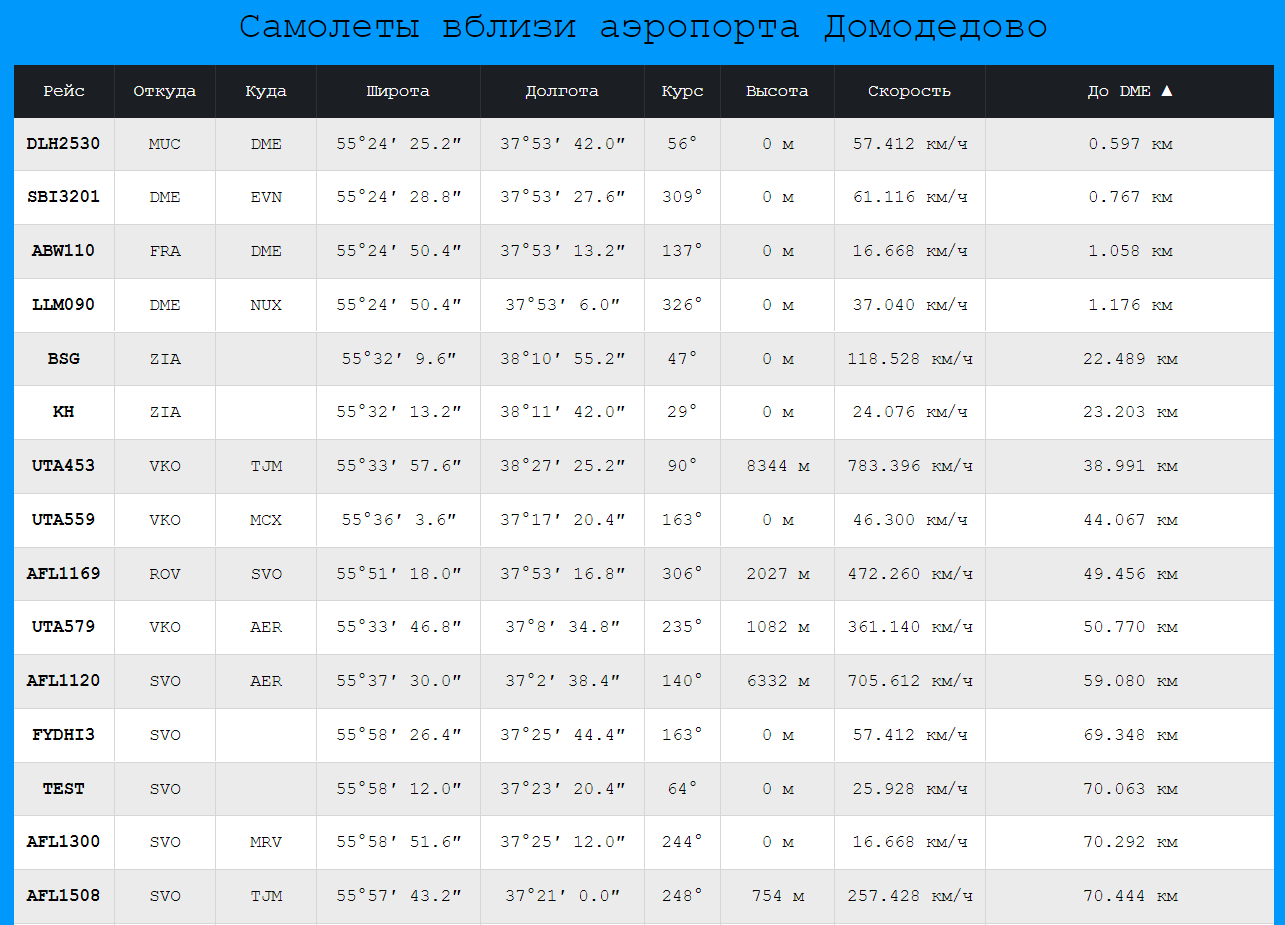 Самолеты вблизи аэропорта Домодедово
Рейс Откуда Куда Широта Долгота Курс Высота Скорость До DME ▲
DLH2530 MUC DME 55°24′ 25.2″ 37°53′ 42.0″ 56° 0 м 57.412 км/ч 0.597 км
SBI3201 DME EVN 55°24′ 28.8″ 37°53′ 27.6″ 309° 0 м 61.116 км/ч 0.767 км
ABW110 FRA DME 55°24′ 50.4″ 37°53′ 13.2″ 137° 0 м 16.668 км/ч 1.058 км
LLM090 DME NUX 55°24′ 50.4″ 37°53′ 6.0″ 326° 0 м 37.040 км/ч 1.176 км
BSG ZIA 55°32′ 9.6″ 38°10′ 55.2″ 47° 0 м 118.528 км/ч 22.489 км
KH ZIA 55°32′ 13.2″ 38°11′ 42.0″ 29° 0 м 24.076 км/ч 23.203 км
UTA453 VKO TJM 55°33′ 57.6″ 38°27′ 25.2″ 90° 8344 м 783.396 км/ч 38.991 км
UTA559 VKO MCX 55°36′ 3.6″ 37°17′ 20.4″ 163° 0 м 46.300 км/ч 44.067 км
AFL1169 ROV SVO 55°51′ 18.0″ 37°53′ 16.8″ 306° 2027 м 472.260 км/ч 49.456 км
UTA579 VKO AER 55°33′ 46.8″ 37°8′ 34.8″ 235° 1082 м 361.140 км/ч 50.770 км
AFL1120 SVO AER 55°37′ 30.0″ 37°2′ 38.4″ 140° 6332 м 705.612 км/ч 59.080 км
FYDHI3 SVO 55°58′ 26.4″ 37°25′ 44.4″ 163° 0 м 57.412 км/ч 69.348 км
TEST SVO 55°58′ 12.0″ 37°23′ 20.4″ 64° 0 м 25.928 км/ч 70.063 км
AFL1300 SVO MRV 55°58′ 51.6″ 37°25′ 12.0″ 244° 0 м 16.668 км/ч 70.292 км
AFL1508 SVO TJM 55°57′ 43.2″ 37°21′ 0.0″ 248° 754 м 257.428 км/ч 70.444 км